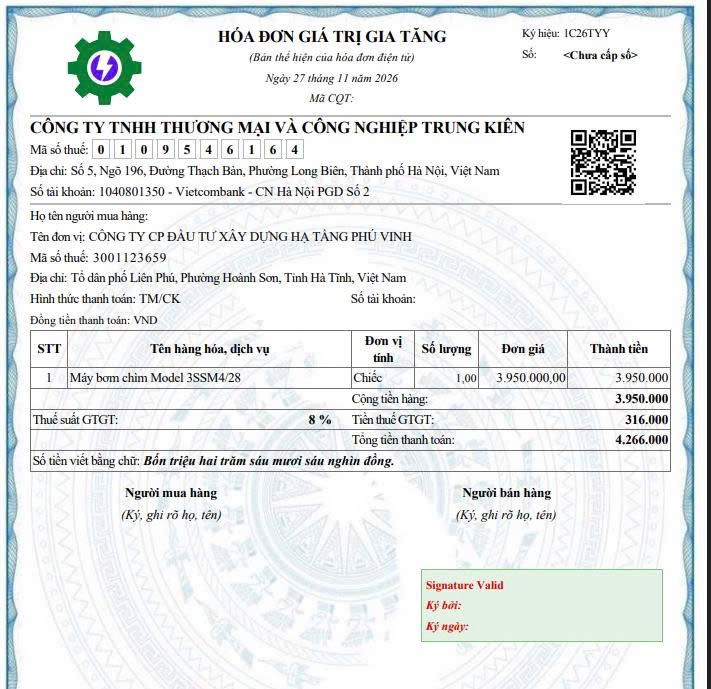 HÓA ĐƠN GIÁ TRỊ GIA TĂNG
(Bản thể hiện của hóa đơn điện tử)
Ngày 27 tháng 11 năm 2026
Mã CQT:
Ký hiệu: 1C26TYY
Số: <Chưa cấp số>
CÔNG TY TNHH THƯƠNG MẠI VÀ CÔNG NGHIỆP TRUNG KIÊN
Mã số thuế: 0 1 0 9 5 4 6 1 6 4
Địa chỉ: Số 5, Ngõ 196, Đường Thạch Bàn, Phường Long Biên, Thành phố Hà Nội, Việt Nam
Số tài khoản: 1040801350 - Vietcombank - CN Hà Nội PGD Số 2
Họ tên người mua hàng:
Tên đơn vị: CÔNG TY CP ĐẦU TƯ XÂY DỰNG HẠ TẦNG PHÚ VINH
Mã số thuế: 3001123659
Địa chỉ: Tổ dân phố Liên Phú, Phường Hoành Sơn, Tỉnh Hà Tĩnh, Việt Nam
Hình thức thanh toán: TM/CK Số tài khoản:
Đồng tiền thanh toán: VND
STT Tên hàng hóa, dịch vụ Đơn vị tính Số lượng Đơn giá Thành tiền
1 Máy bơm chìm Model 3SSM4/28 Chiếc 1,00 3.950.000,00 3.950.000
Cộng tiền hàng: 3.950.000
Thuế suất GTGT: 8 % Tiền thuế GTGT: 316.000
Tổng tiền thanh toán: 4.266.000
Số tiền viết bằng chữ: Bốn triệu hai trăm sáu mươi sáu nghìn đồng.
Người mua hàng Người bán hàng
(Ký, ghi rõ họ, tên) (Ký, ghi rõ họ, tên)
Signature Valid
Ký bởi:
Ký ngày: